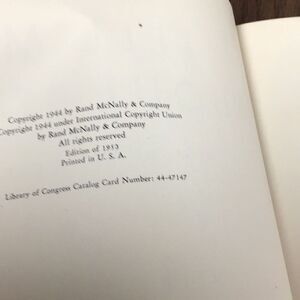 Copyright 1944 by Rand McNally & Company
Copyright 1944 under International Copyright Union
by Rand McNally & Company
All rights reserved
Edition of 1953
Printed in U. S. A.
Library of Congress Catalog Card Number: 44-47147